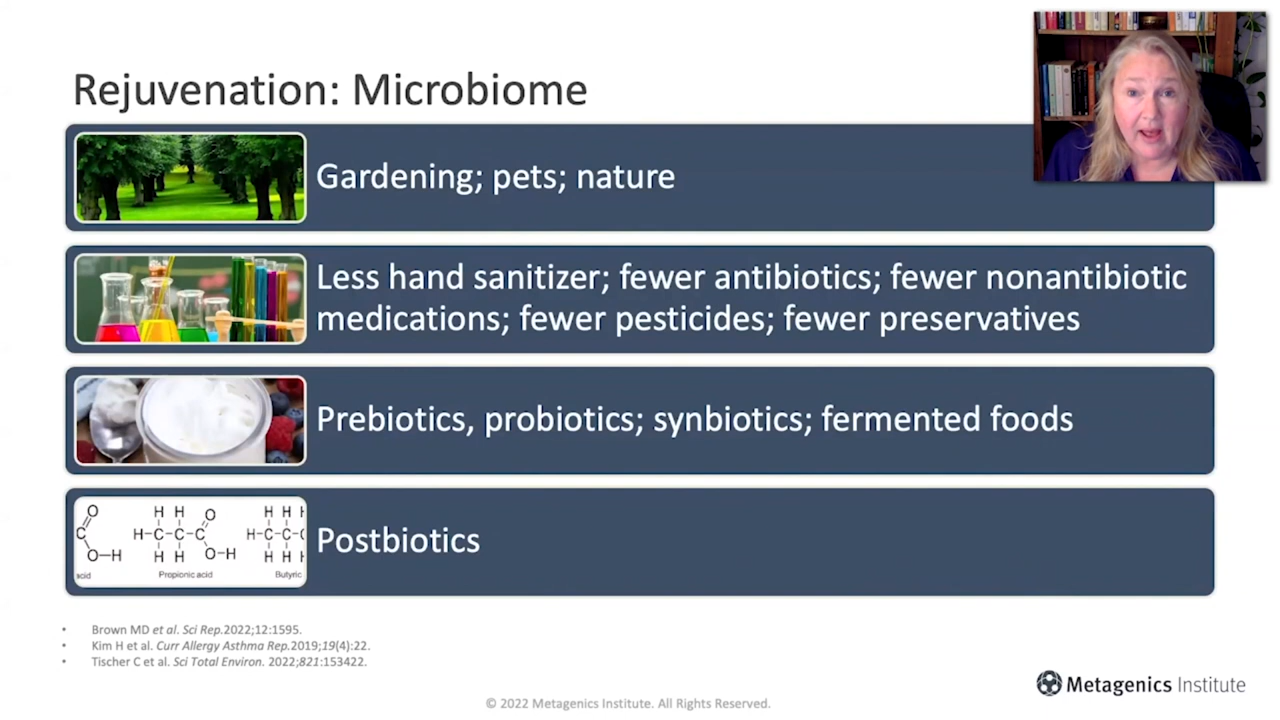 Rejuvenation: Microbiome
Gardening; pets; nature
Less hand sanitizer; fewer antibiotics; fewer nonantibiotic
medications; fewer pesticides; fewer preservatives
Prebiotics, probiotics; synbiotics; fermented foods
O
C
O–H
acid
H H O
H–C–C–C
H H O–H
Propionic acid
H H H
H–C–C–C
H H H
Butyric
Postbiotics
• Brown MD et al. Sci Rep.2022;12:1595.
• Kim H et al. Curr Allergy Asthma Rep.2019;19(4):22.
• Tischer C et al. Sci Total Environ. 2022;821:153422.
Metagenics Institute
© 2022 Metagenics Institute. All Rights Reserved.